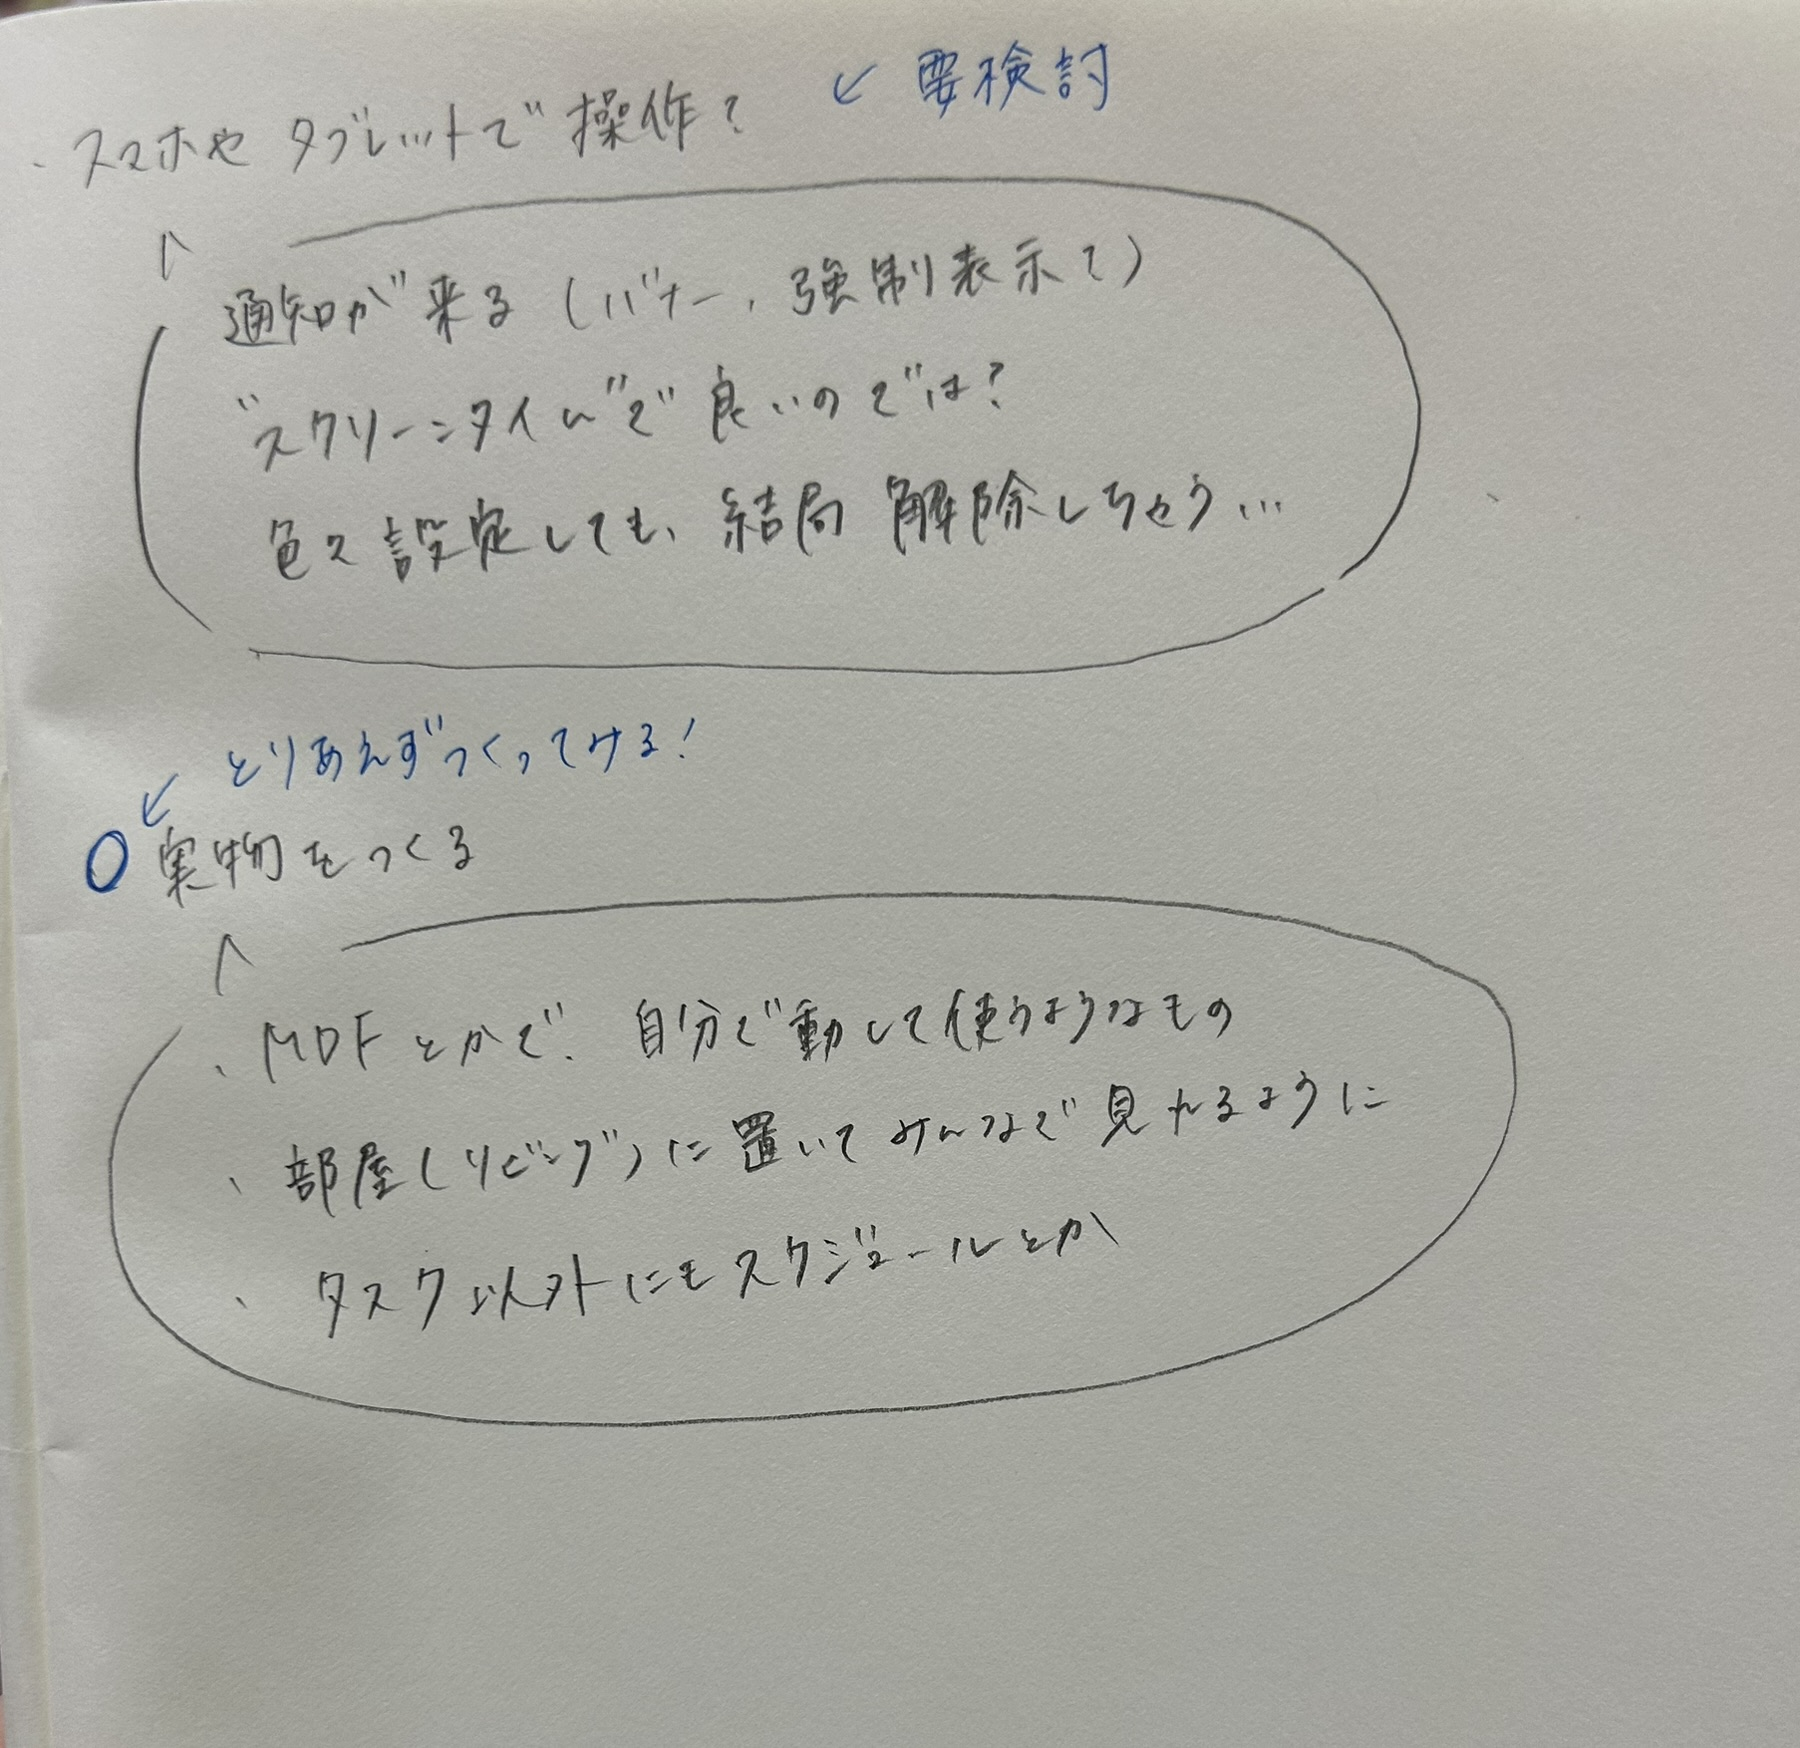 ・スマホやタブレットで操作? ← 要検討
通知が来る(バナー、強制表示?)
"スクリーンタイム"で良いのでは?
色々設定しても、結局解除しちゃう…
← とりあえずつくってみる!
○ 実物をつくる
・MDFとかで、自分で動して使うようなもの
・部屋(リビング)に置いてみんなで見れるように
・タスク以外にもスケジュールとか